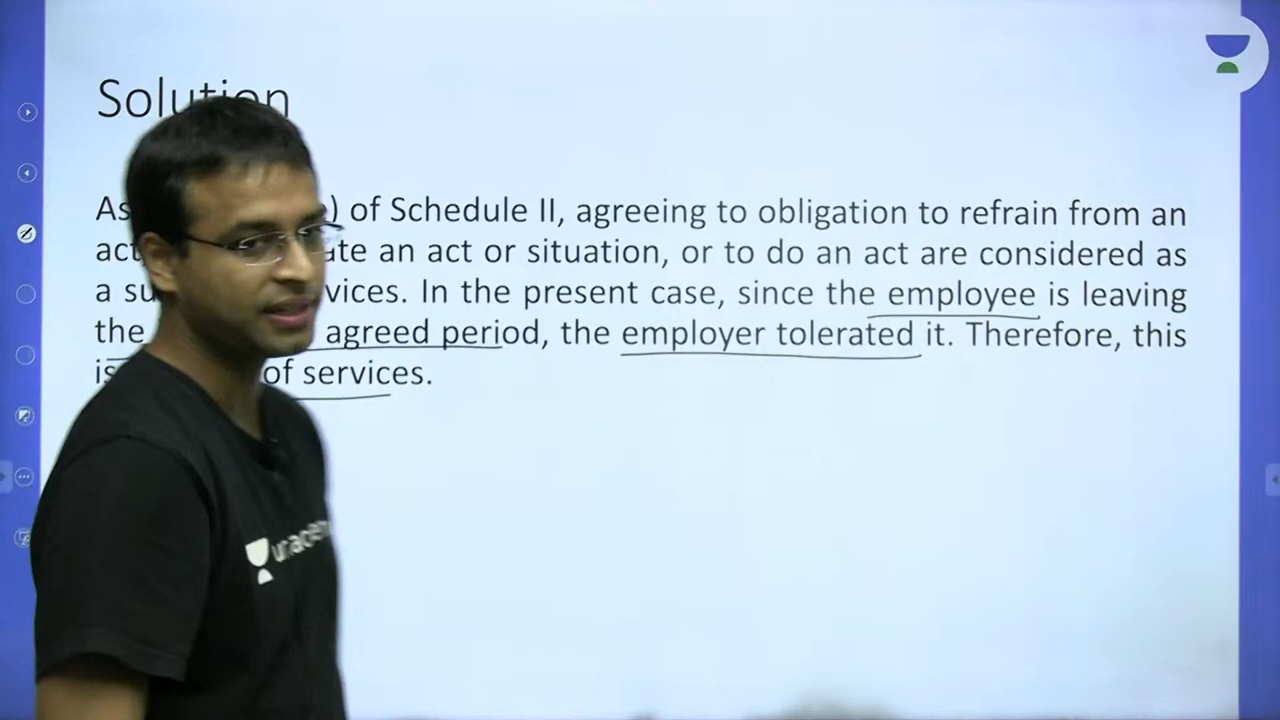 Solution
As ) of Schedule II, agreeing to obligation to refrain from an
act ate an act or situation, or to do an act are considered as
a su vices. In the present case, since the employee is leaving
the agreed period, the employer tolerated it. Therefore, this
is of services.
unacade